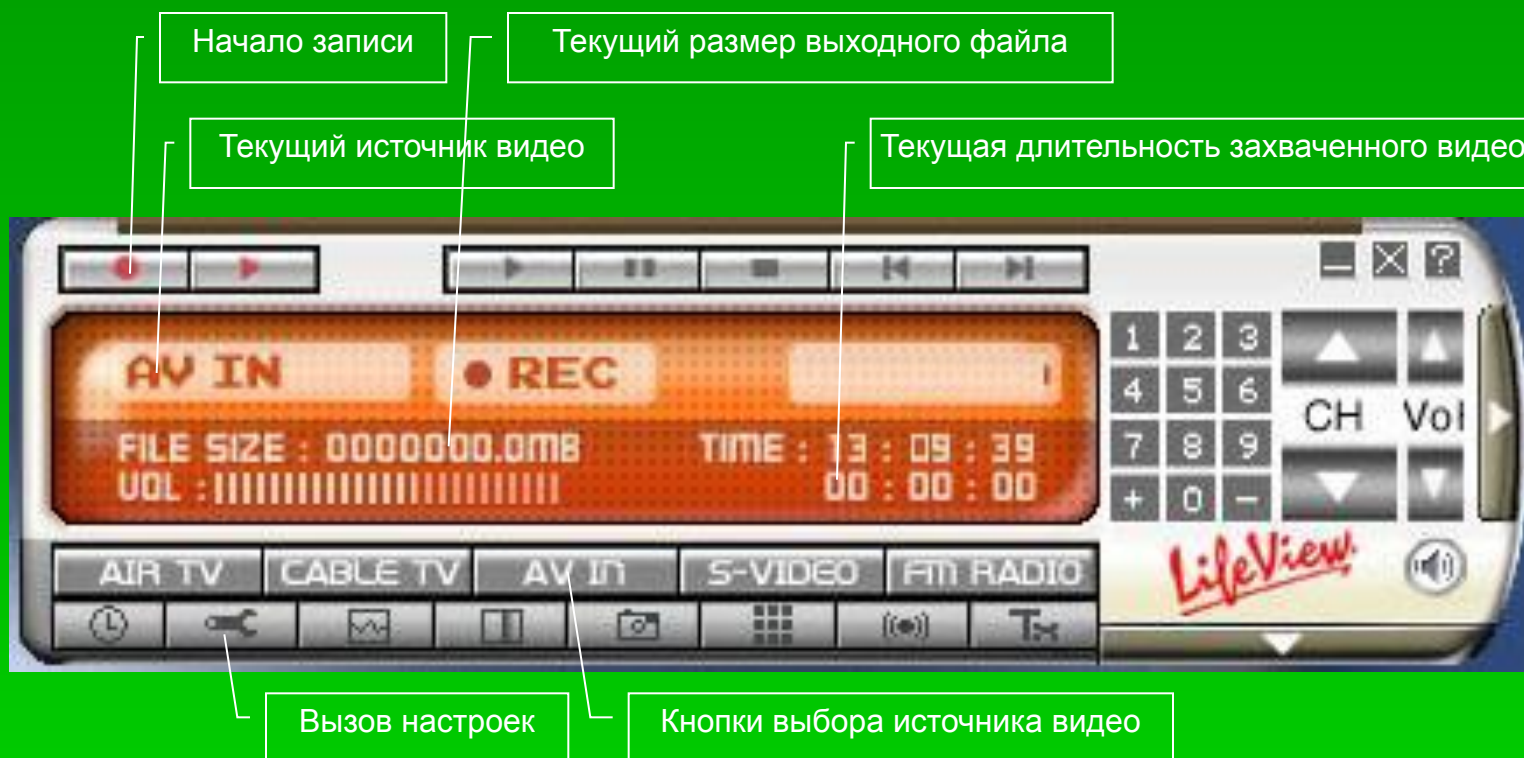 Начало записи
Текущий размер выходного файла
Текущий источник видео
Текущая длительность захваченного видео
AV IN
REC
FILE SIZE : 0000000.0MB
TIME : 13 : 09 : 39
VOL :
00 : 00 : 00
1 2 3
4 5 6
7 8 9
+ 0 -
CH
Vol
AIR TV
CABLE TV
AV IN
S-VIDEO
FM RADIO
LifeView
Tx
Вызов настроек
Кнопки выбора источника видео